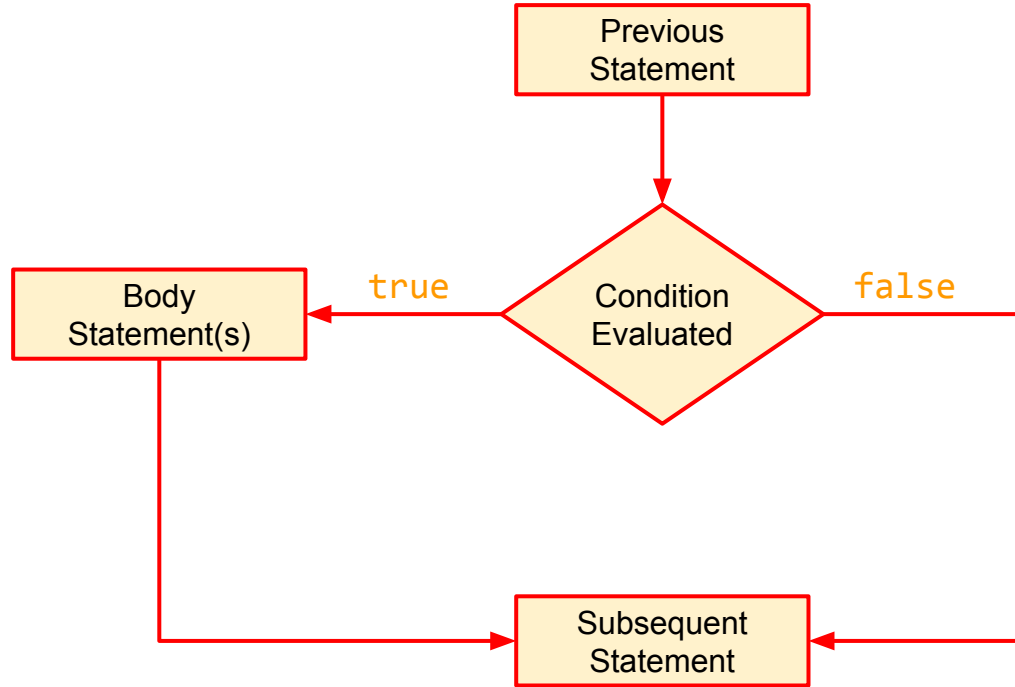 Previous
Statement
true
false
Condition
Evaluated
Body
Statement(s)
Subsequent
Statement